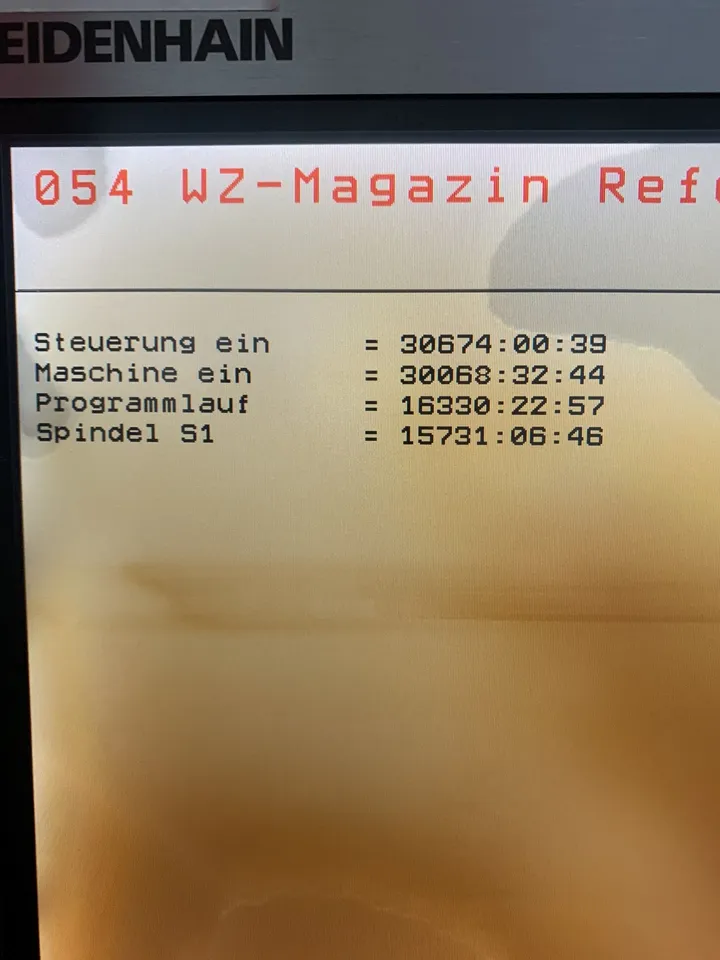 EIDENHAIN
054 WZ-Magazin Ref
Steuerung ein = 30674:00:39
Maschine ein = 30068:32:44
Programmlauf = 16330:22:57
Spindel S1 = 15731:06:46